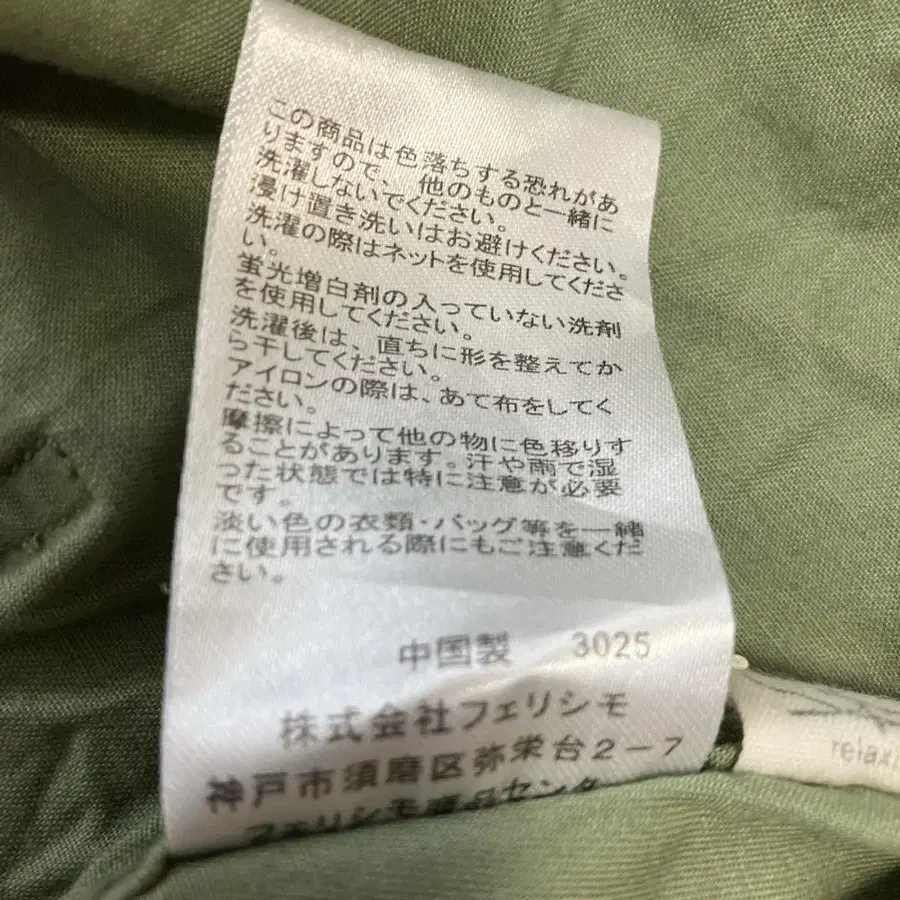 この商品は色落ちする恐れがあ
りますので、他のものと一緒に
洗濯しないでください。
浸け置き洗いはお避けください。
洗濯の際はネットを使用してくださ
い。
蛍光増白剤の入っていない洗剤
を使用してください。
洗濯後は、直ちに形を整えてか
ら干してください。
アイロンの際は、あて布をしてく
ださい。
摩擦によって他の物に色移りす
ることがあります。汗や雨で湿
った状態では特に注意が必要
です。
淡い色の衣類・バッグ等を一緒
に使用される際にもご注意くだ
さい。
中国製 3025
株式会社フェリシモ
神戸市須磨区弥栄台2-7
フェリシモ商品センター